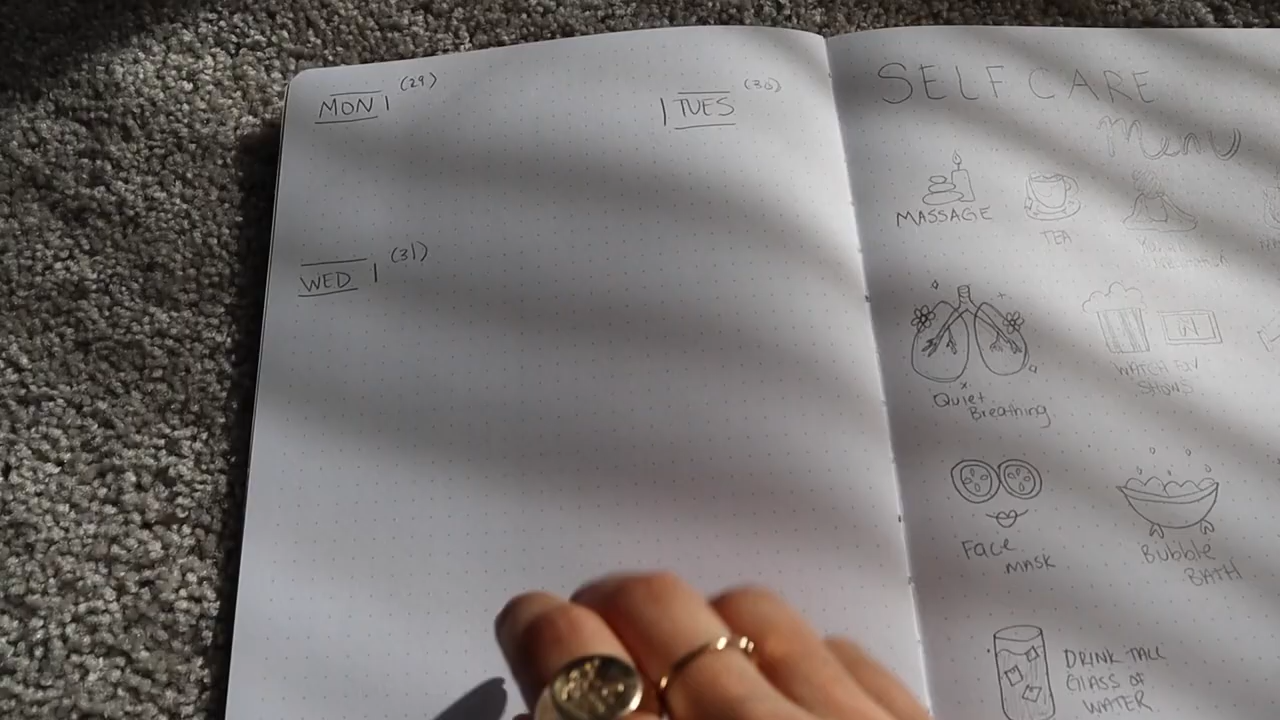 MON (29)
TUES (30)
WED (31)
SELF CARE
Menu
MASSAGE
TEA
Quiet
Breathing
WATCH FAV
SHOWS
N
Face
MASK
Bubble
BATH
DRINK TALL
GLASS OF
WATER